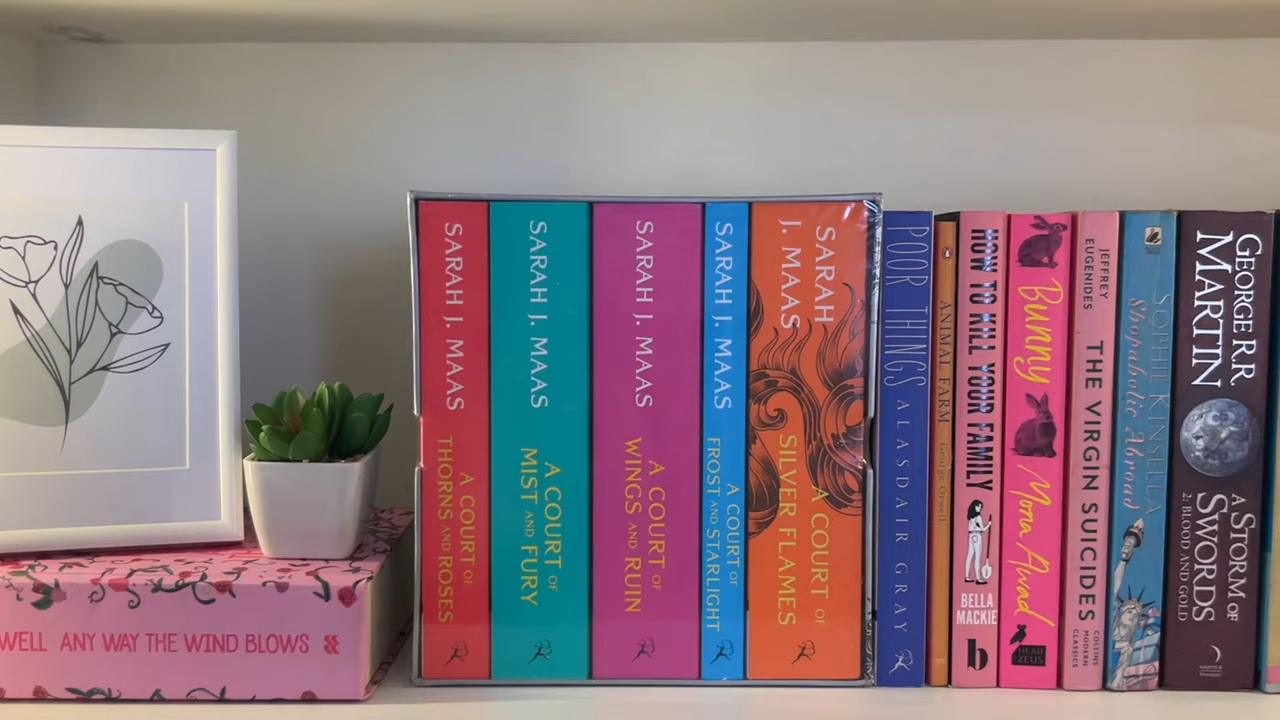 WELL ANY WAY THE WIND BLOWS
SARAH J. MAAS
A COURT OF
THORNS AND ROSES
SARAH J. MAAS
A COURT OF
MIST AND FURY
SARAH J. MAAS
A COURT OF
WINGS AND RUIN
SARAH J. MAAS
A COURT OF
FROST AND STARLIGHT
SARAH
J. MAAS
A COURT OF
SILVER FLAMES
POOR THINGS ALASDAIR GRAY
ANIMAL FARM George Orwell
HOW TO KILL YOUR FAMILY
BELLA
MACKIE
b
Bunny
Mona Awad
HEAD
ZEUS
JEFFREY
EUGENIDES
THE VIRGIN SUICIDES
COLLINS
MODERN
CLASSICS
SOPHIE KINSELLA
Shopaholic Abroad
GEORGE R.R.
MARTIN
A STORM OF
SWORDS
2: BLOOD AND GOLD